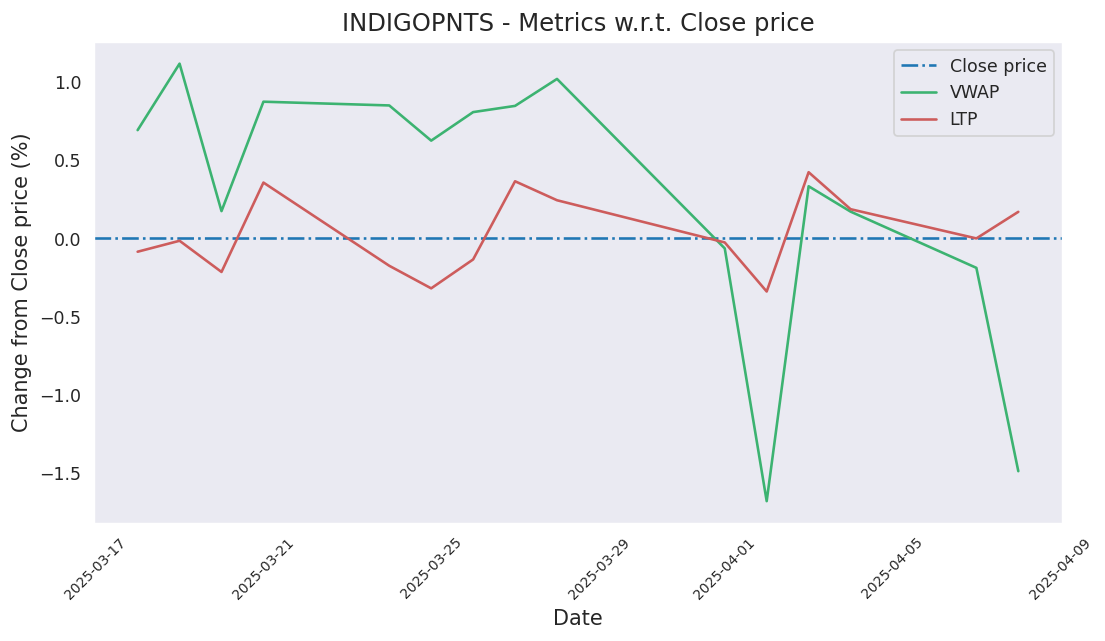 INDIGOPNTS - Metrics w.r.t. Close price
Close price
VWAP
LTP
Change from Close price (%)
1.0
0.5
0.0
−0.5
−1.0
−1.5
2025-03-17
2025-03-21
2025-03-25
2025-03-29
2025-04-01
2025-04-05
2025-04-09
Date